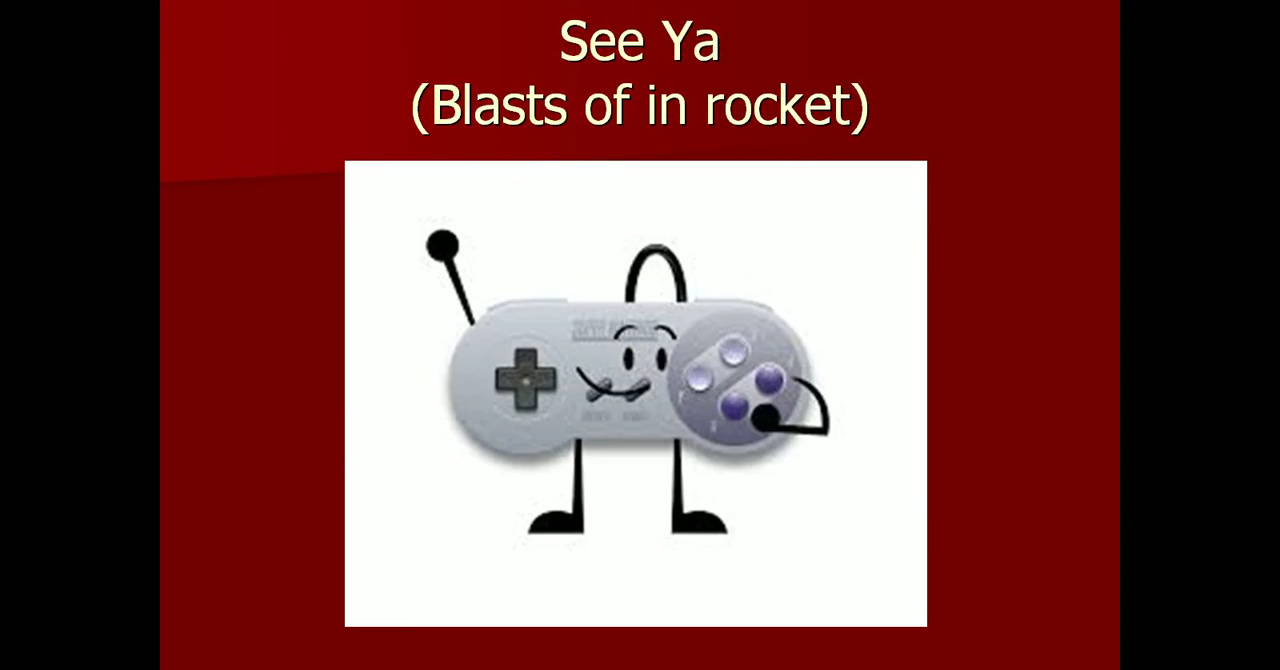 See Ya
(Blasts of in rocket)